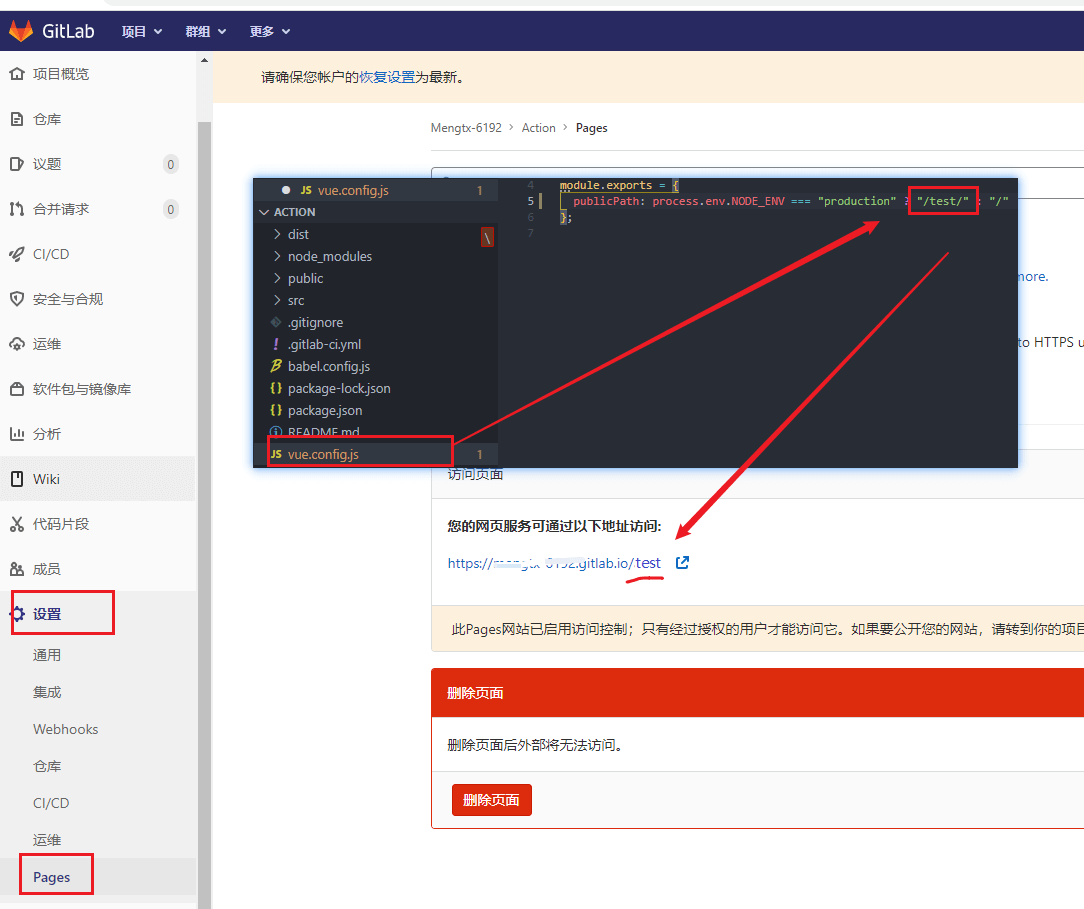 GitLab 项目 群组 更多
项目概览
仓库
议题 0
合并请求 0
CI/CD
安全与合规
运维
软件包与镜像库
分析
Wiki
代码片段
成员
设置
通用
集成
Webhooks
仓库
CI/CD
运维
Pages
请确保您帐户的恢复设置为最新。
Mengtx-6192 > Action > Pages
JS vue.config.js 1
ACTION
dist
node_modules
public
src
.gitignore
.gitlab-ci.yml
babel.config.js
package-lock.json
package.json
README.md
JS vue.config.js 1
4 module.exports = {
5 publicPath: process.env.NODE_ENV === "production" ? "/test/" : "/"
6 };
7
more.
to HTTPS u
访问页面
您的网页服务可通过以下地址访问:
https://mengtx-6192.gitlab.io/test
此Pages网站已启用访问控制；只有经过授权的用户才能访问它。如果要公开您的网站，请转到你的项目
删除页面
删除页面后外部将无法访问。
删除页面